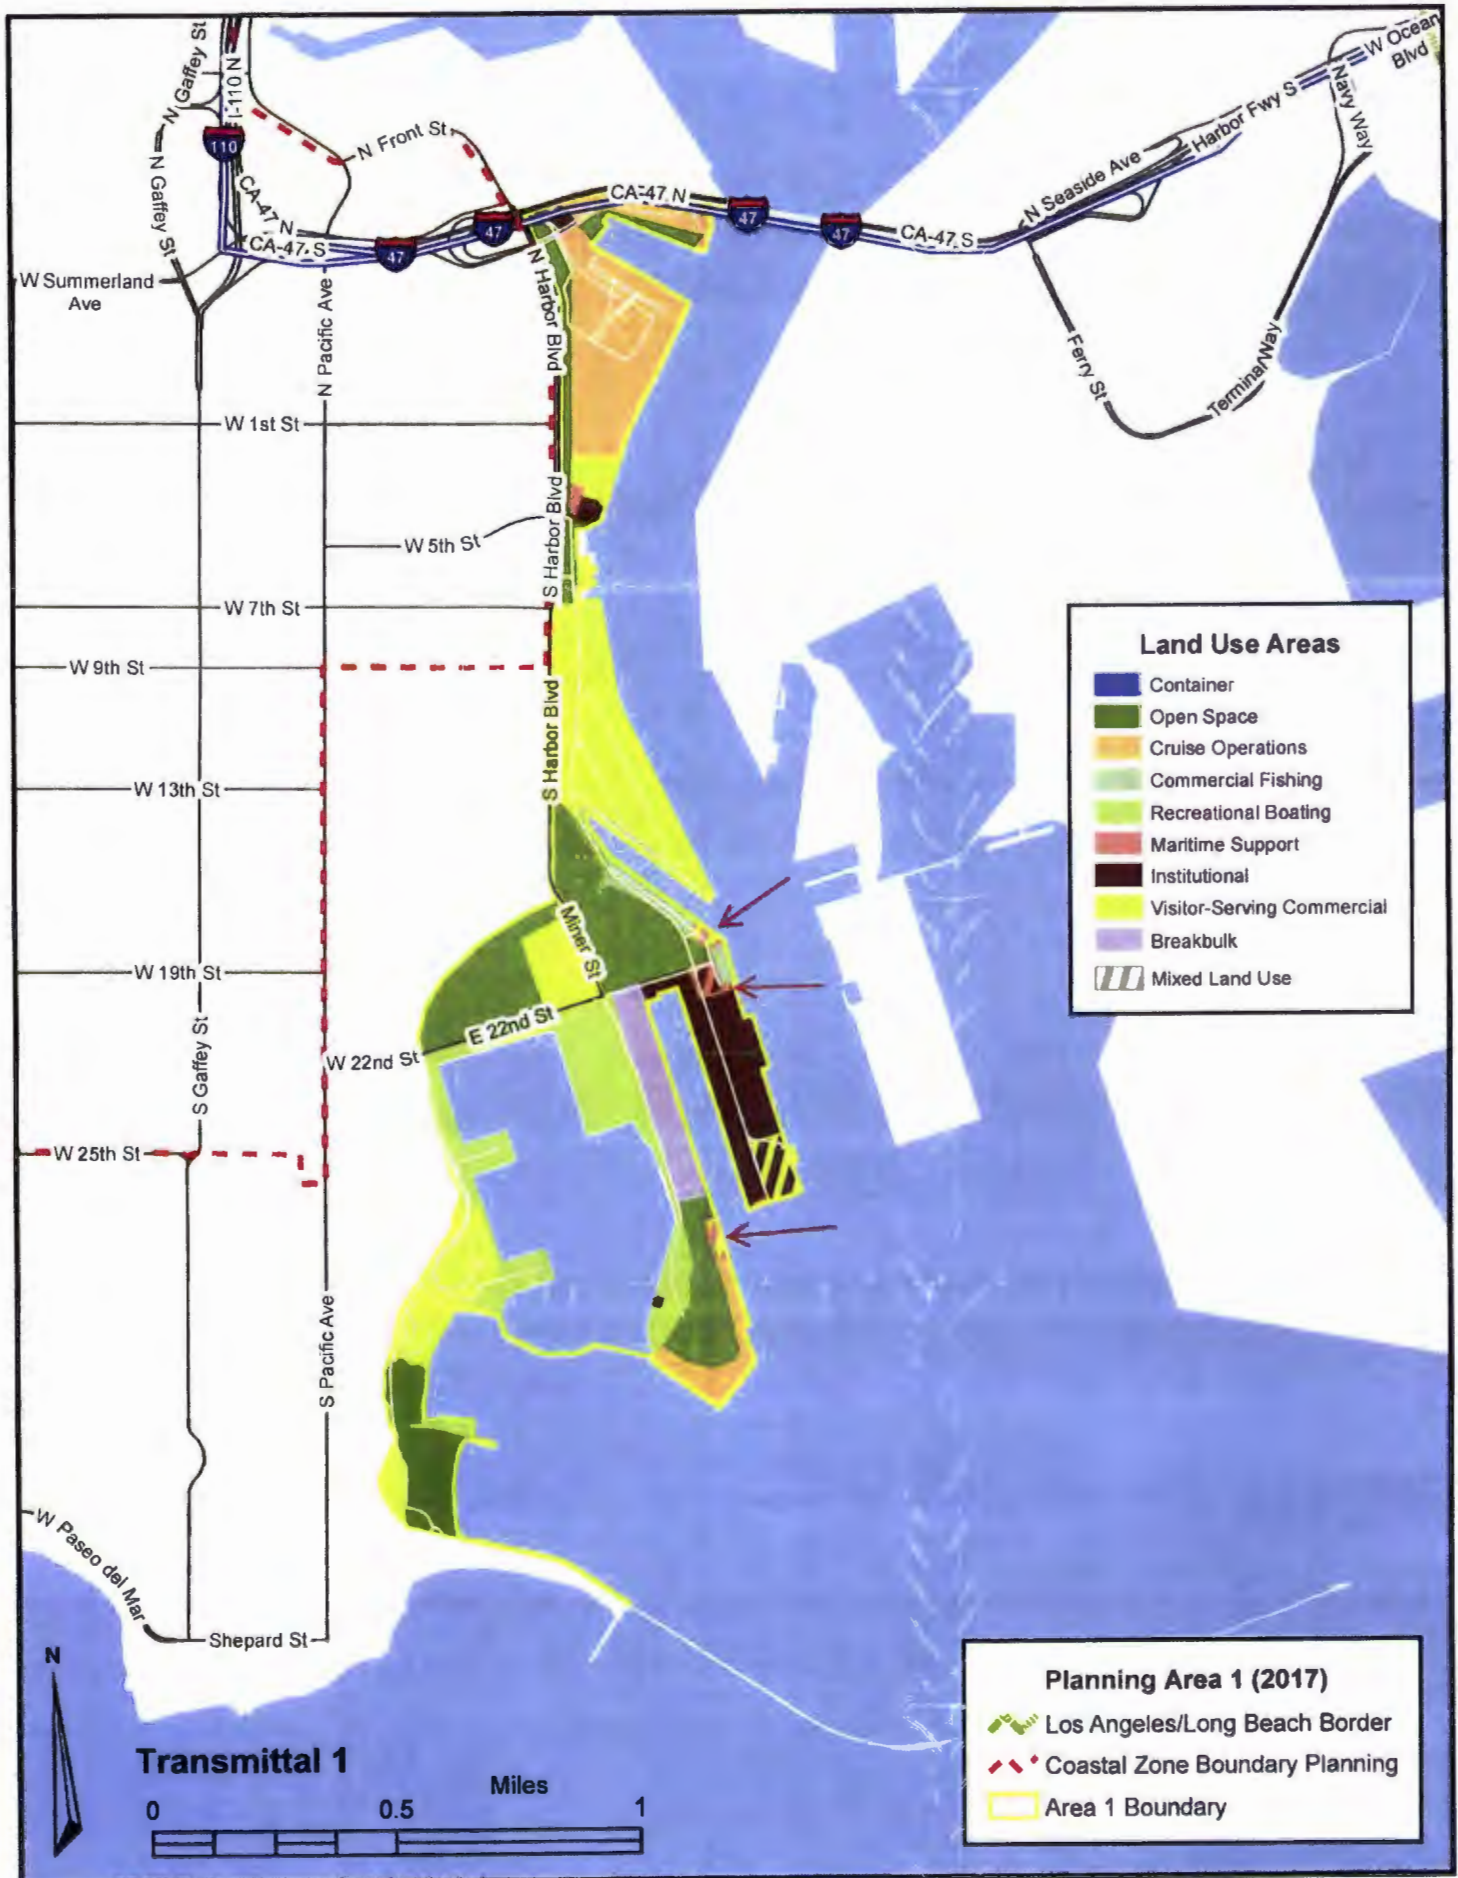 N Gaffey St
I-110 N
110
N Gaffey St
CA-47 N
CA-47 S
N Front St
47
47
CA-47 N
47
47
CA-47 S
N Seaside Ave
Harbor Fwy S
W Ocean
Blvd
Navy Way
Ferry St
Terminal Way
W Summerland
Ave
N Pacific Ave
N Harbor Blvd
W 1st St
S Harbor Blvd
W 5th St
W 7th St
W 9th St
S Harbor Blvd
W 13th St
Miner St
W 19th St
E 22nd St
W 22nd St
S Gaffey St
W 25th St
S Pacific Ave
W Paseo del Mar
Shepard St
Land Use Areas
Container
Open Space
Cruise Operations
Commercial Fishing
Recreational Boating
Maritime Support
Institutional
Visitor-Serving Commercial
Breakbulk
Mixed Land Use
Planning Area 1 (2017)
Los Angeles/Long Beach Border
Coastal Zone Boundary Planning
Area 1 Boundary
N
Transmittal 1
Miles
0 0.5 1